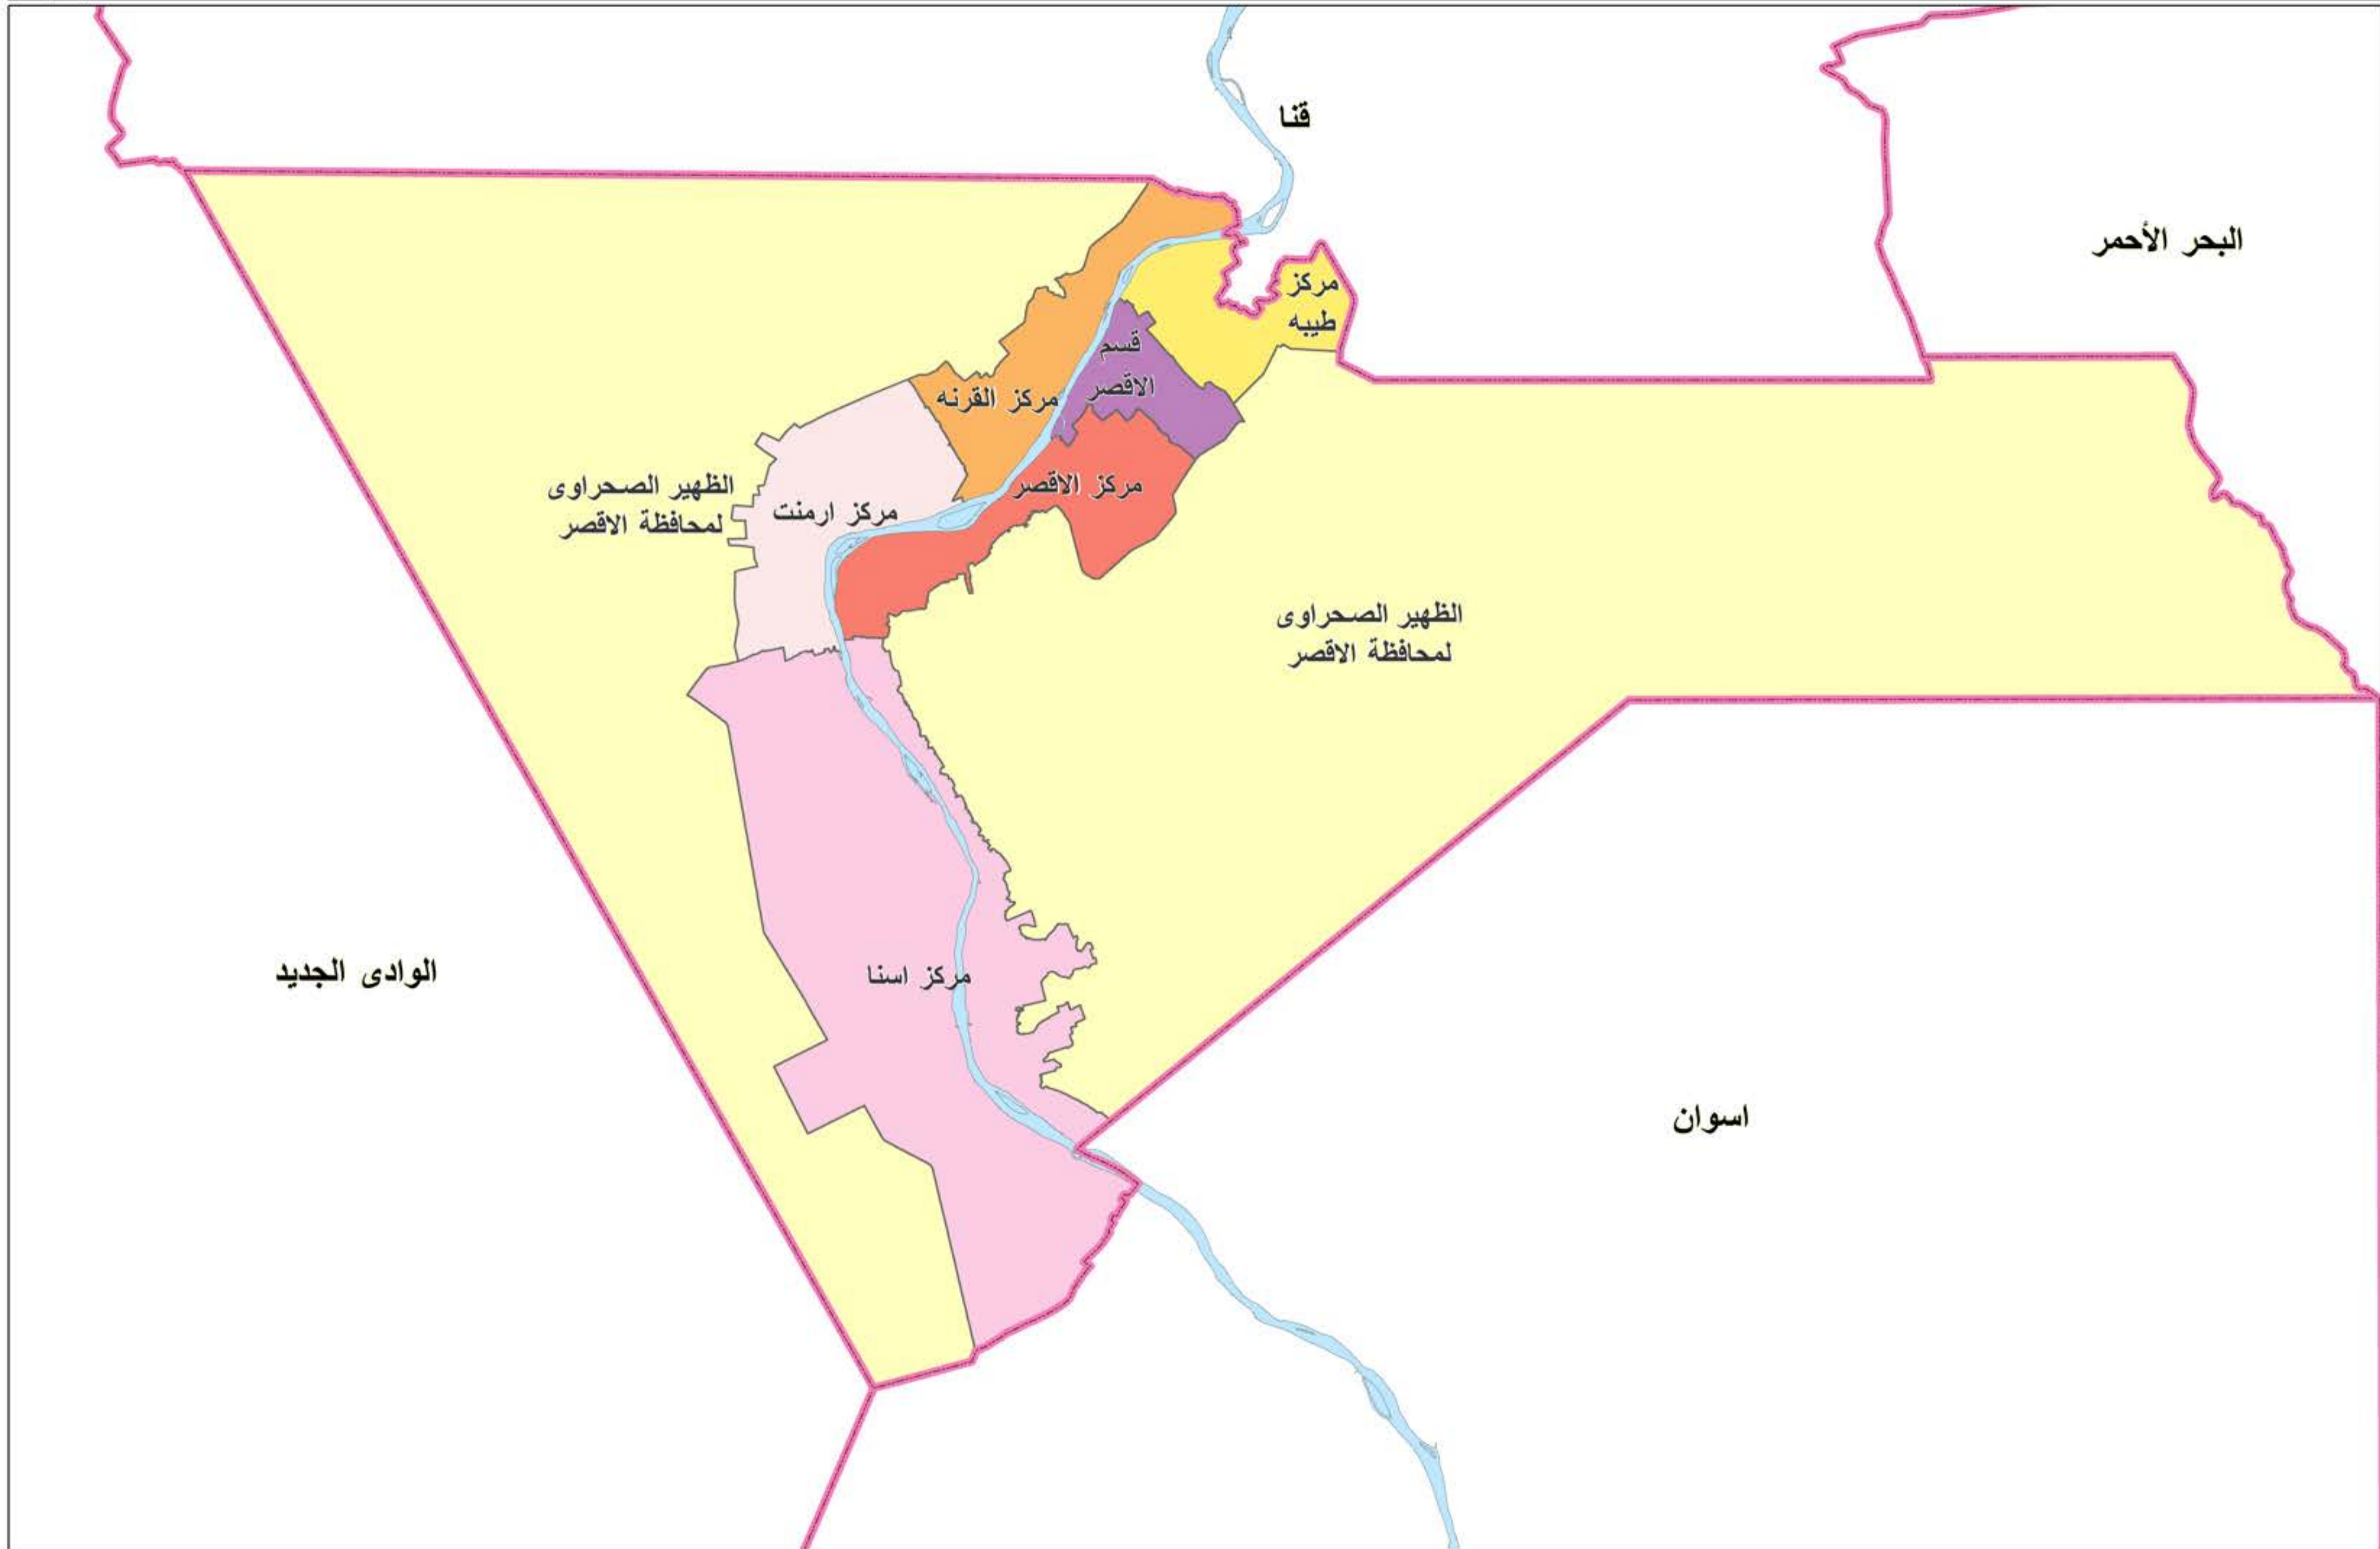 قنا
البحر الأحمر
مركز
طيبه
قسم
الاقصر
مركز القرنه
مركز الاقصر
مركز ارمنت
الظهير الصحراوى
لمحافظة الاقصر
الظهير الصحراوى
لمحافظة الاقصر
مركز اسنا
الوادى الجديد
اسوان